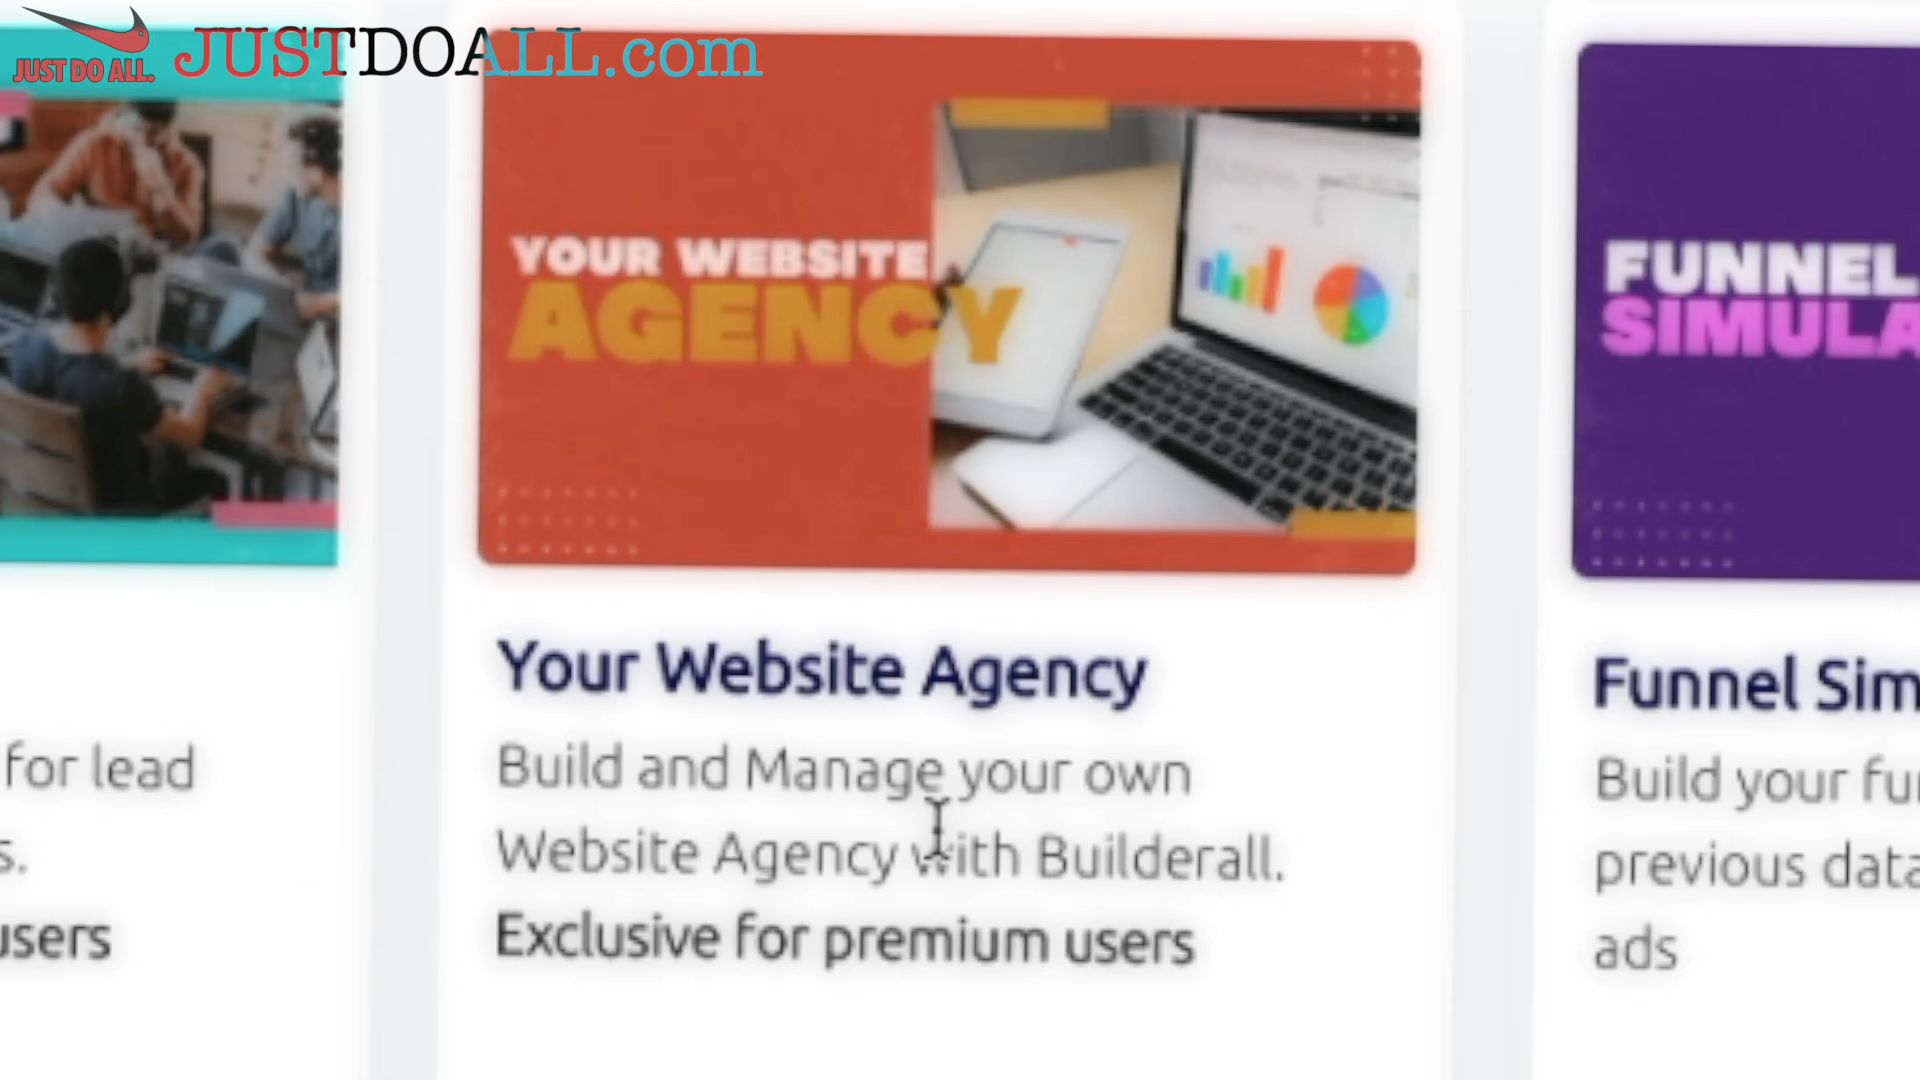 JUST DO ALL.
JUSTDOALL.com
YOUR WEBSITE
AGENCY
FUNNEL
SIMULA
Your Website Agency
Build and Manage your own
Website Agency with Builderall.
Exclusive for premium users
for lead
s.
users
Funnel Sim
Build your fu
previous data
ads